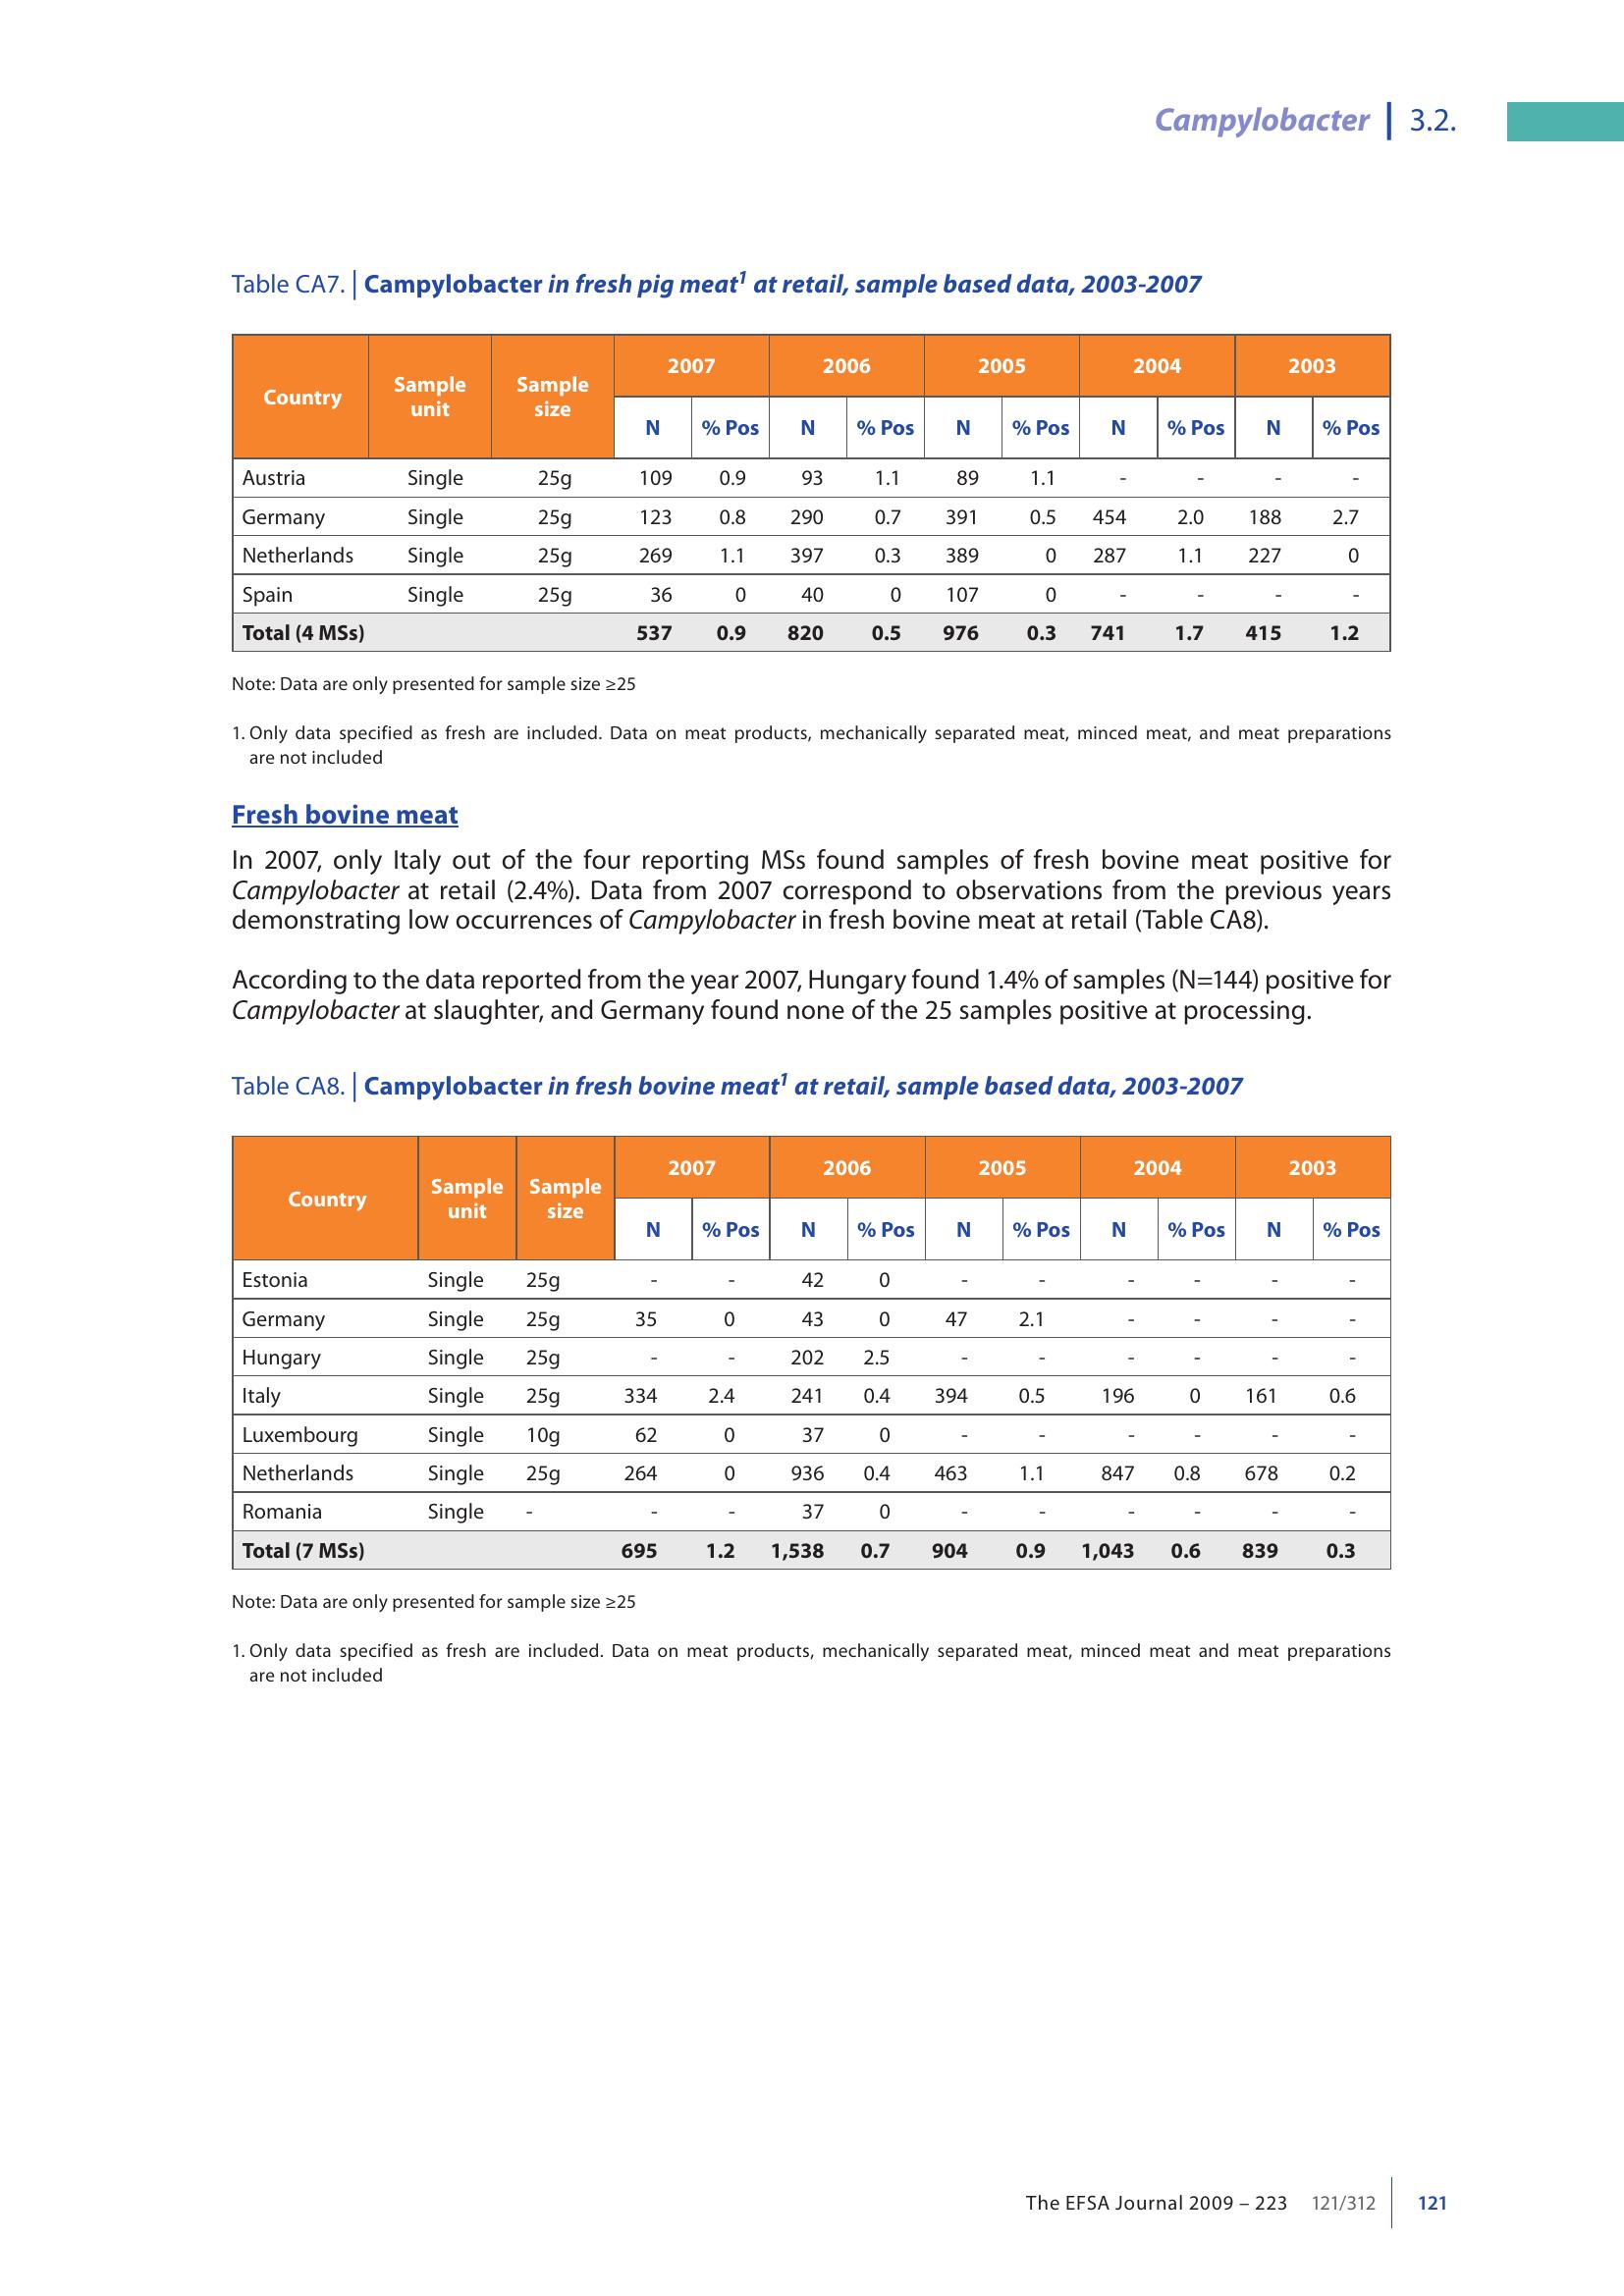 Campylobacter | 3.2.
Table CA7. | Campylobacter in fresh pig meat1 at retail, sample based data, 2003-2007
Country Sample unit Sample size 2007 2006 2005 2004 2003
N % Pos N % Pos N % Pos N % Pos N % Pos
Austria Single 25g 109 0.9 93 1.1 89 1.1 - - - -
Germany Single 25g 123 0.8 290 0.7 391 0.5 454 2.0 188 2.7
Netherlands Single 25g 269 1.1 397 0.3 389 0 287 1.1 227 0
Spain Single 25g 36 0 40 0 107 0 - - - -
Total (4 MSs) 537 0.9 820 0.5 976 0.3 741 1.7 415 1.2
Note: Data are only presented for sample size ≥25
1. Only data specified as fresh are included. Data on meat products, mechanically separated meat, minced meat, and meat preparations
are not included
Fresh bovine meat
In 2007, only Italy out of the four reporting MSs found samples of fresh bovine meat positive for
Campylobacter at retail (2.4%). Data from 2007 correspond to observations from the previous years
demonstrating low occurrences of Campylobacter in fresh bovine meat at retail (Table CA8).
According to the data reported from the year 2007, Hungary found 1.4% of samples (N=144) positive for
Campylobacter at slaughter, and Germany found none of the 25 samples positive at processing.
Table CA8. | Campylobacter in fresh bovine meat1 at retail, sample based data, 2003-2007
Country Sample unit Sample size 2007 2006 2005 2004 2003
N % Pos N % Pos N % Pos N % Pos N % Pos
Estonia Single 25g - - 42 0 - - - - - -
Germany Single 25g 35 0 43 0 47 2.1 - - - -
Hungary Single 25g - - 202 2.5 - - - - - -
Italy Single 25g 334 2.4 241 0.4 394 0.5 196 0 161 0.6
Luxembourg Single 10g 62 0 37 0 - - - - - -
Netherlands Single 25g 264 0 936 0.4 463 1.1 847 0.8 678 0.2
Romania Single - - - 37 0 - - - - - -
Total (7 MSs) 695 1.2 1,538 0.7 904 0.9 1,043 0.6 839 0.3
Note: Data are only presented for sample size ≥25
1. Only data specified as fresh are included. Data on meat products, mechanically separated meat, minced meat and meat preparations
are not included
The EFSA Journal 2009 – 223 121/312 121